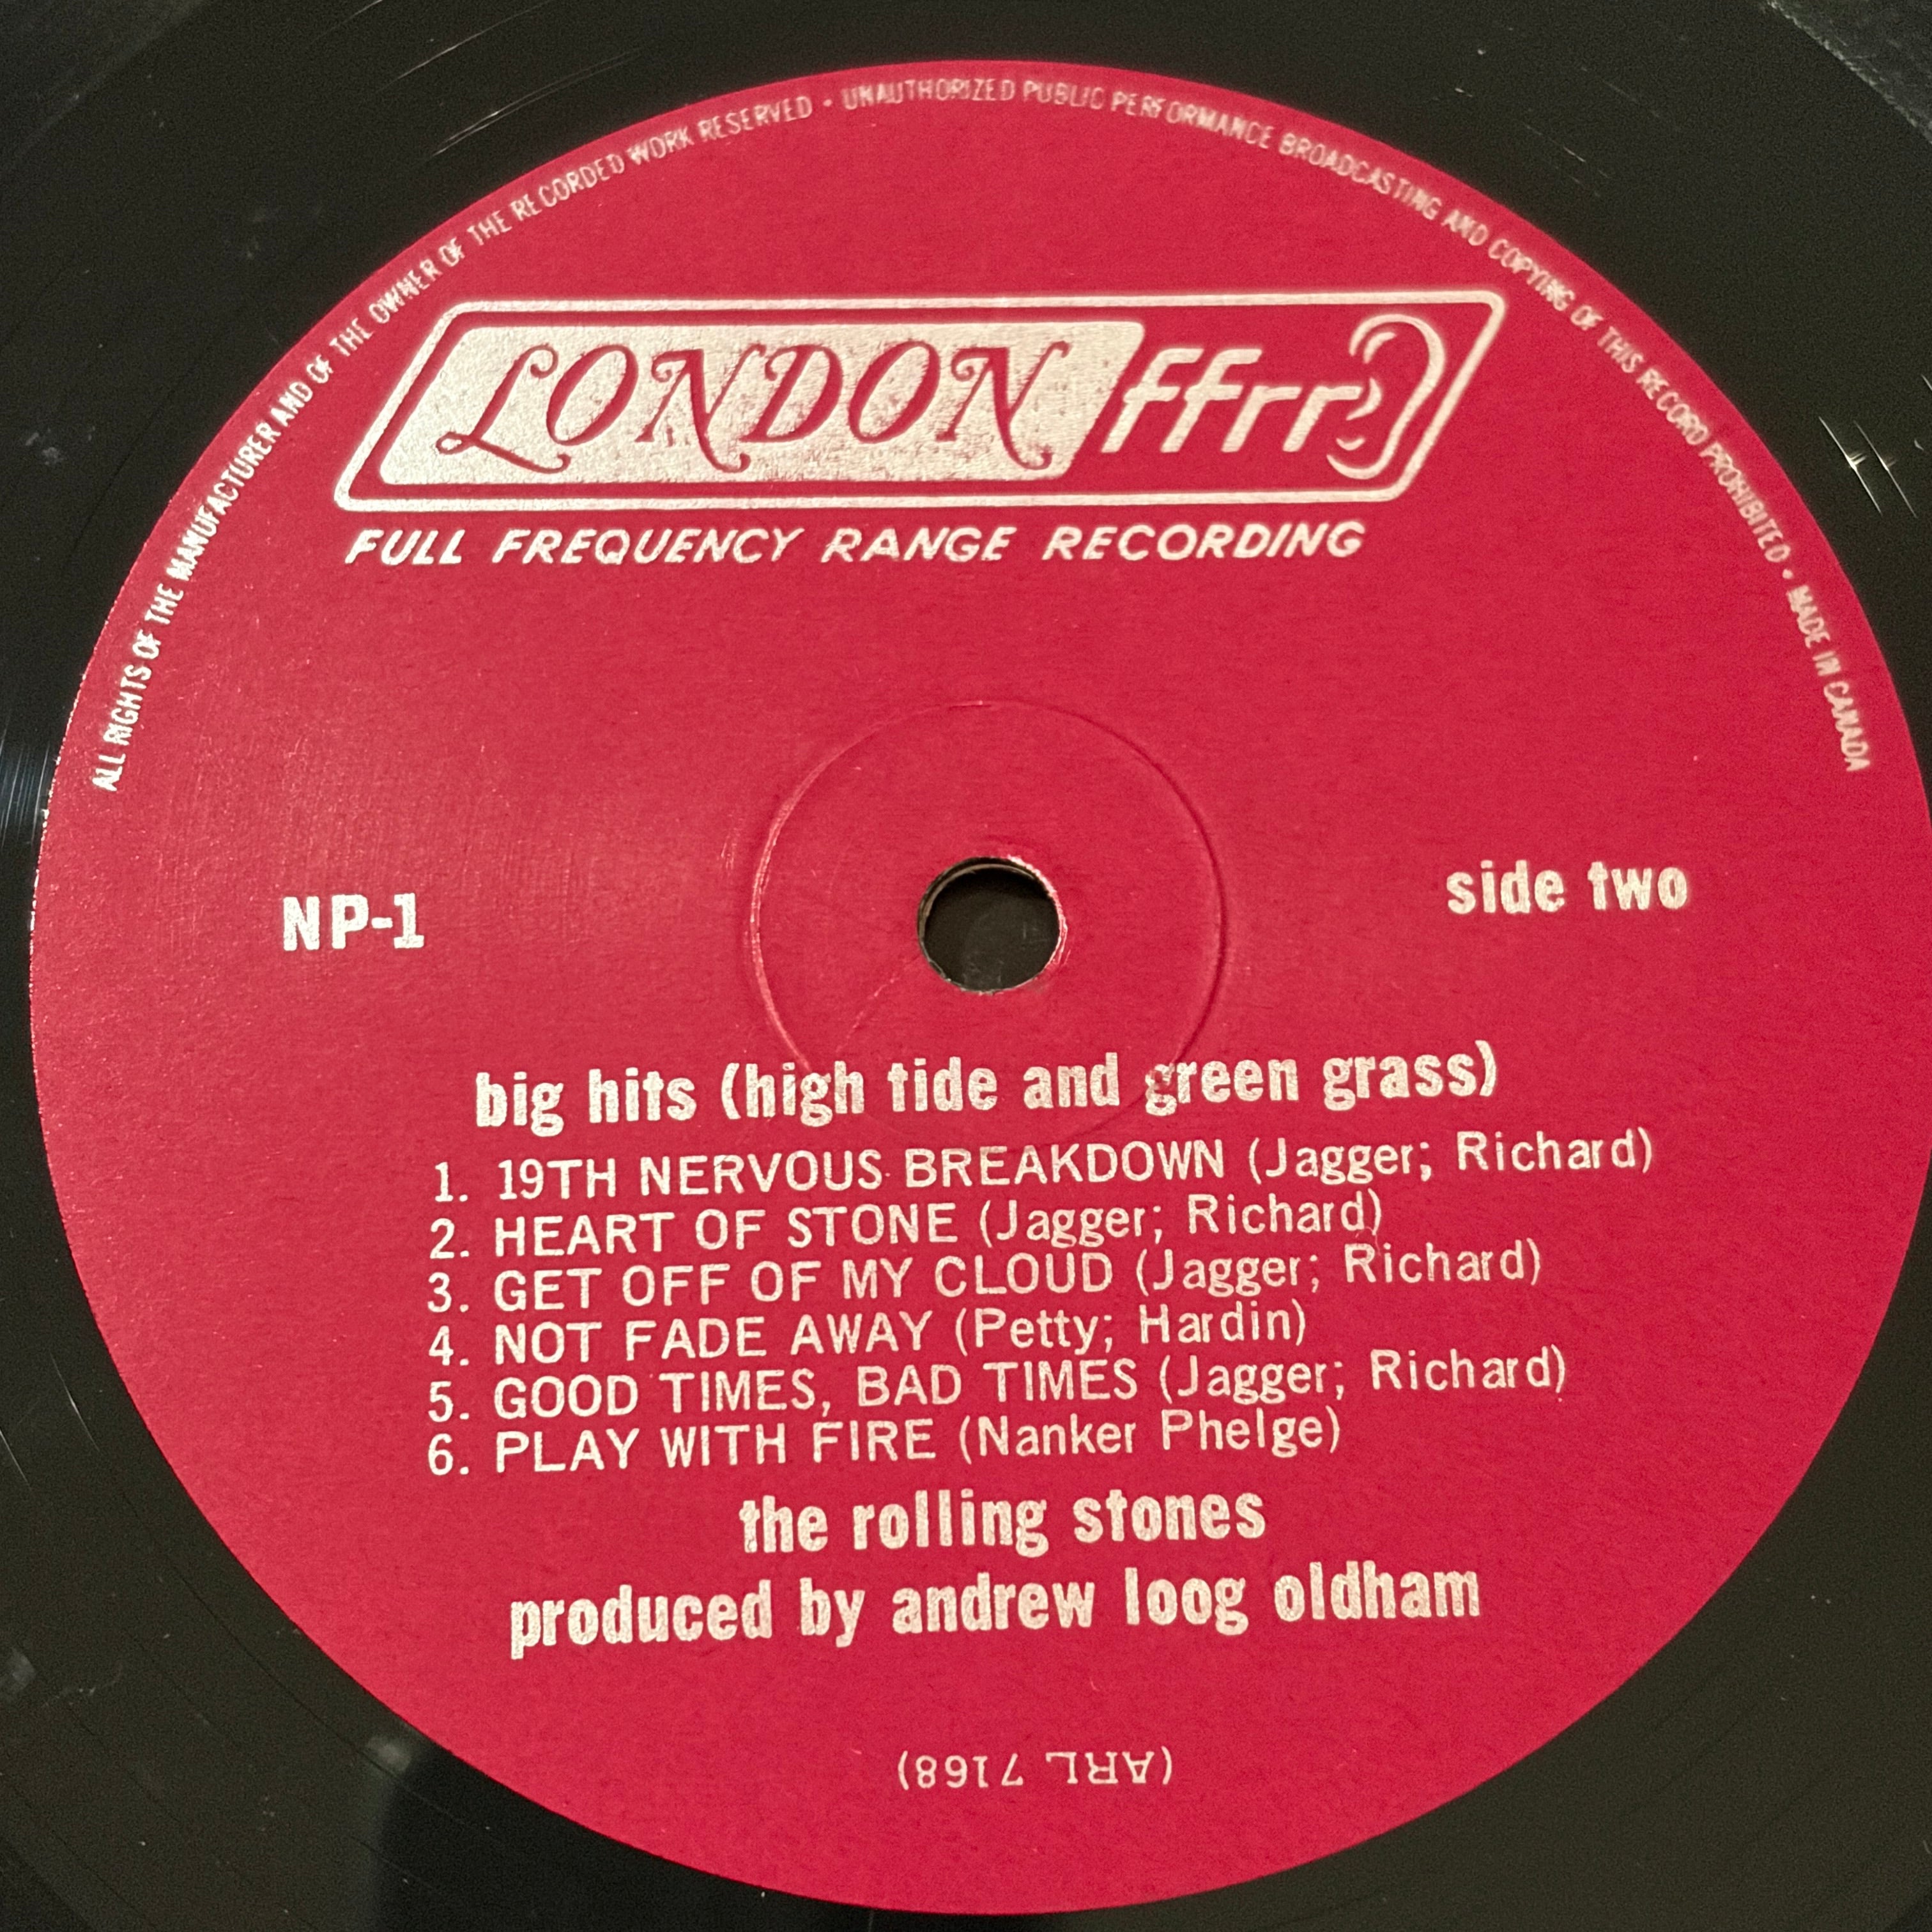 ALL RIGHTS OF THE MANUFACTURER AND OF THE OWNER OF THE RECORDED WORK RESERVED • UNAUTHORIZED PUBLIC PERFORMANCE BROADCASTING AND COPYING OF THIS RECORD PROHIBITED • MADE IN CANADA
LONDON ffrr
FULL FREQUENCY RANGE RECORDING
NP-1
side two
big hits (high tide and green grass)
1. 19TH NERVOUS BREAKDOWN (Jagger; Richard)
2. HEART OF STONE (Jagger; Richard)
3. GET OFF OF MY CLOUD (Jagger; Richard)
4. NOT FADE AWAY (Petty; Hardin)
5. GOOD TIMES, BAD TIMES (Jagger; Richard)
6. PLAY WITH FIRE (Nanker Phelge)
the rolling stones
produced by andrew loog oldham
(ARL 7168)